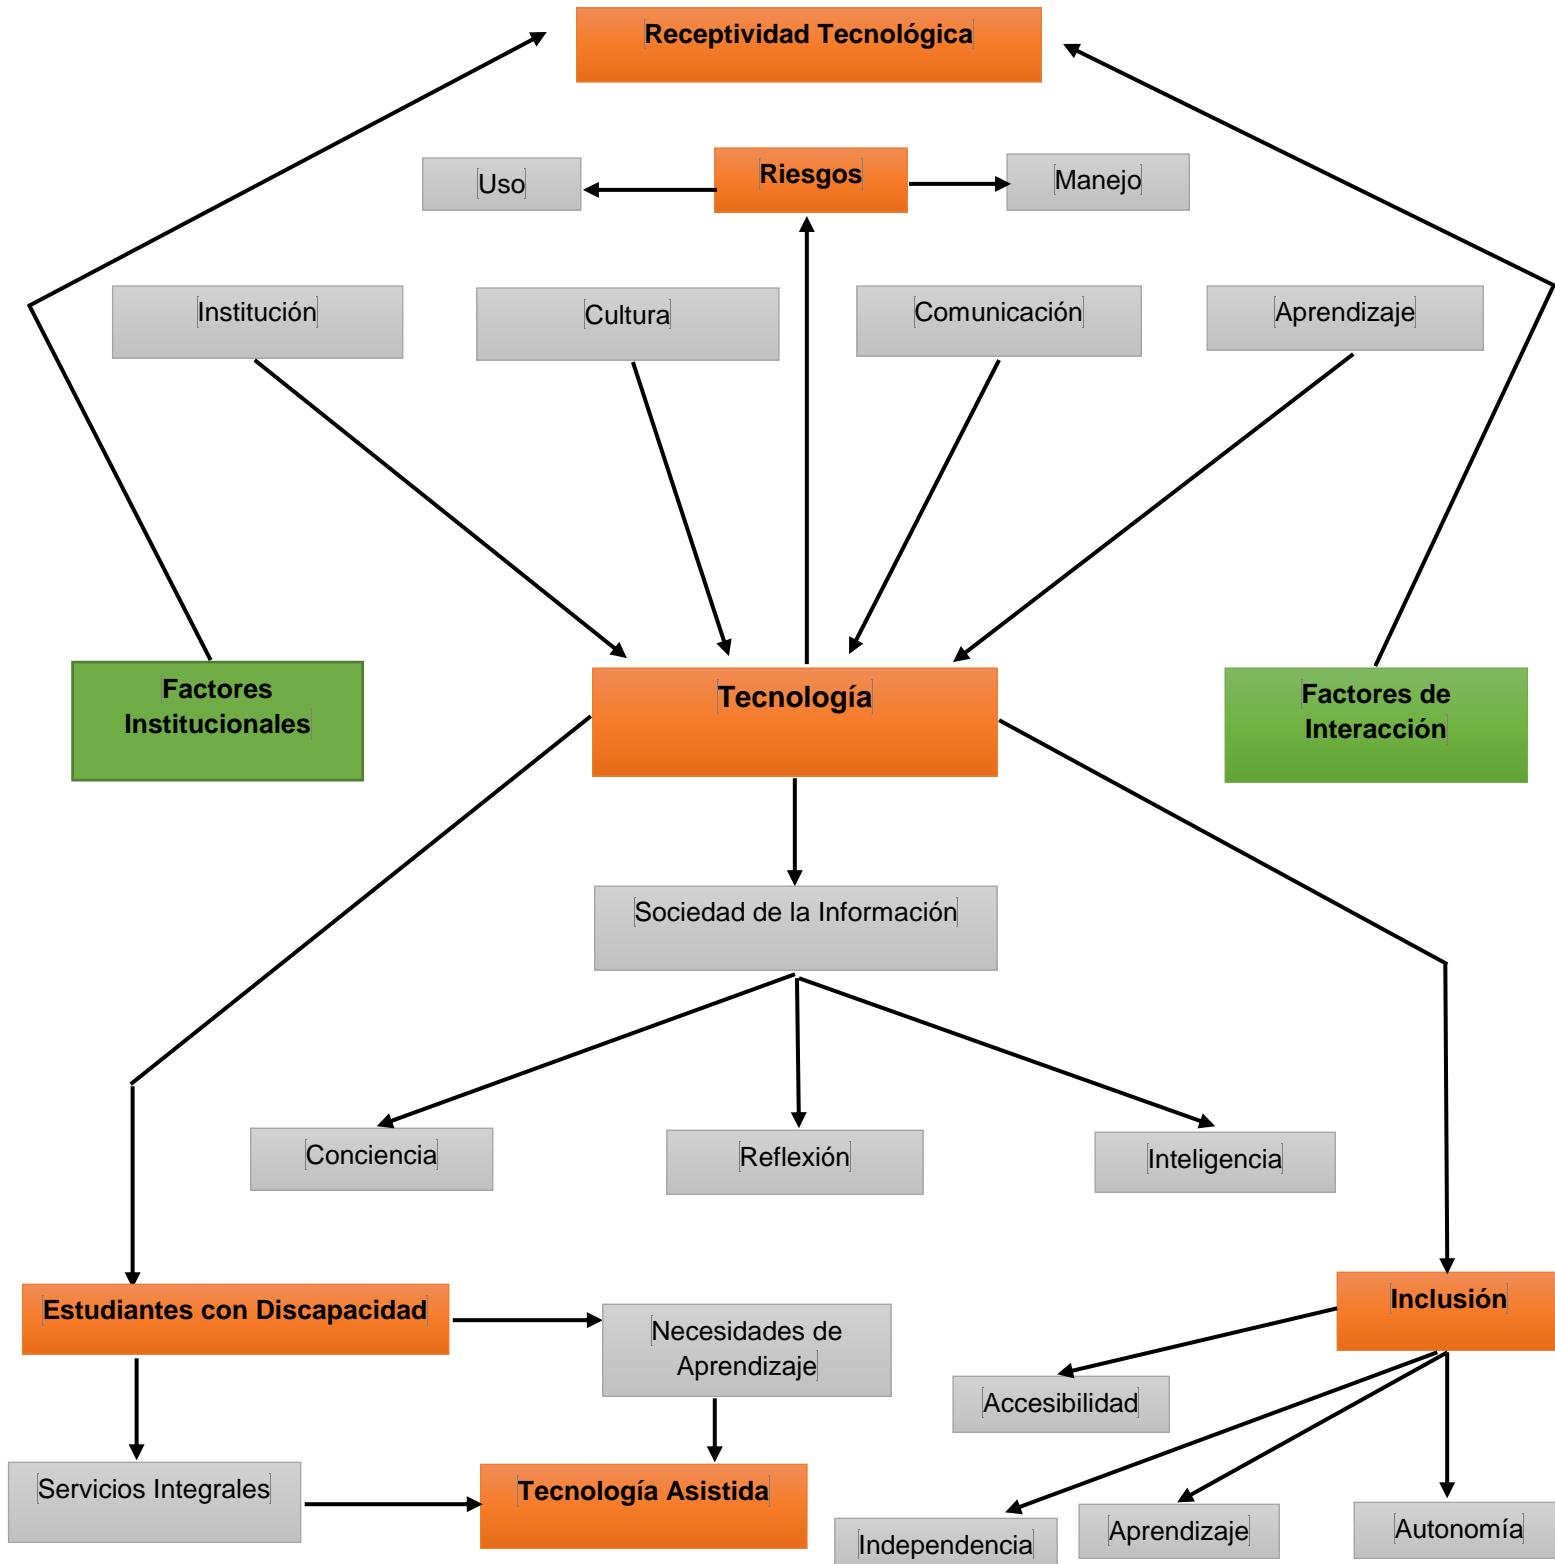 Receptividad Tecnológica
Uso
Riesgos
Manejo
Institución
Cultura
Comunicación
Aprendizaje
Factores
Institucionales
Tecnología
Factores de
Interacción
Sociedad de la Información
Conciencia
Reflexión
Inteligencia
Estudiantes con Discapacidad
Necesidades de
Aprendizaje
Inclusión
Accesibilidad
Servicios Integrales
Tecnología Asistida
Independencia
Aprendizaje
Autonomía